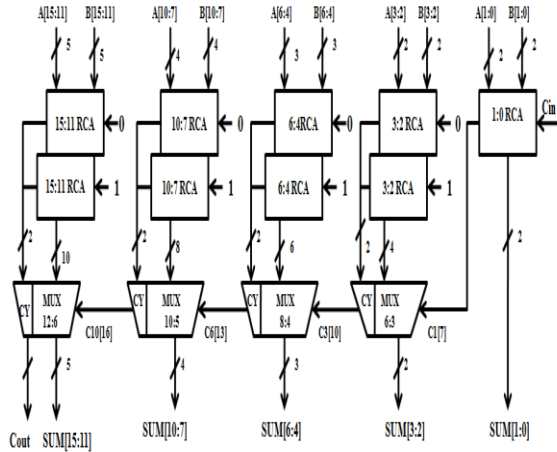 A[15:11] B[15:11] A[10:7] B[10:7] A[6:4] B[6:4] A[3:2] B[3:2] A[1:0] B[1:0]
5 5 4 4 3 3 2 2 2 2
Cin
15:11 RCA 0 10:7 RCA 0 6:4RCA 0 3:2 RCA 0 1:0 RCA
15:11 RCA 1 10:7 RCA 1 6:4 RCA 1 3:2 RCA 1
2 10 2 8 2 6 2 4 2
CY MUX CY MUX CY MUX CY MUX
12:6 10:5 8:4 6:3
C10[16] C6[13] C3[10] C1[7]
5 4 3 2
Cout SUM[15:11] SUM[10:7] SUM[6:4] SUM[3:2] SUM[1:0]